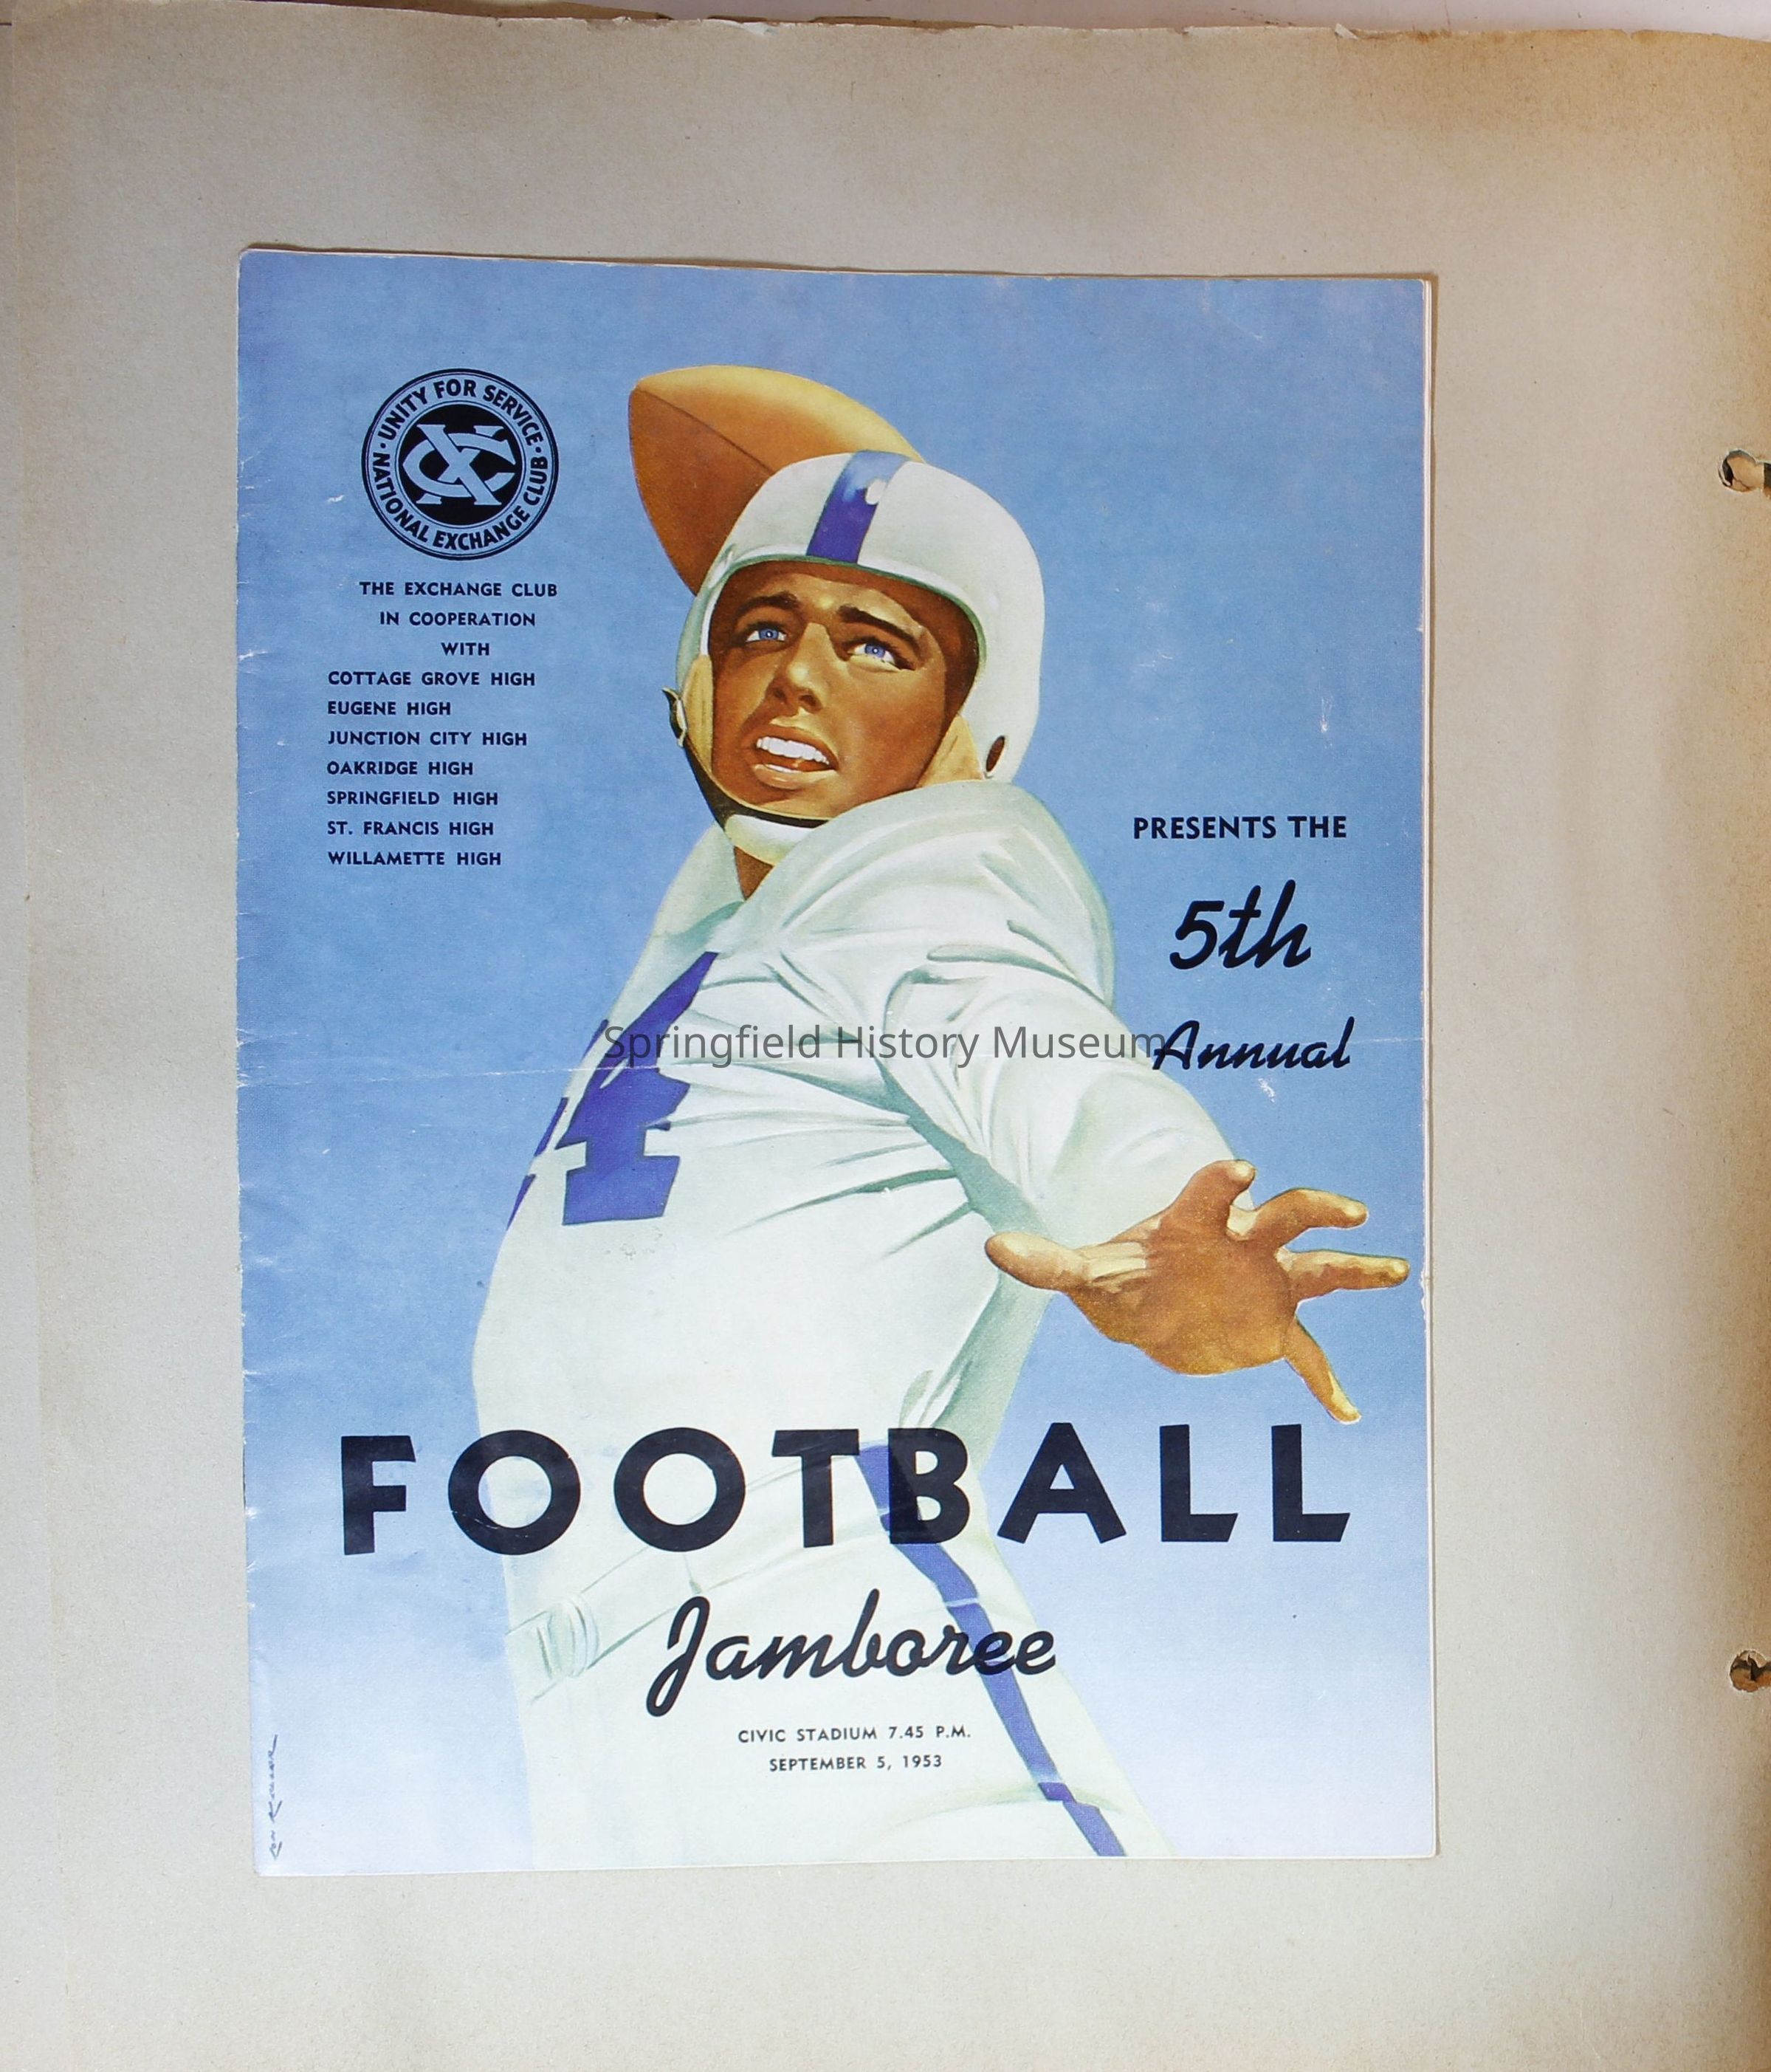 UNITY FOR SERVICE
NATIONAL EXCHANGE CLUB
XC
THE EXCHANGE CLUB
IN COOPERATION
WITH
COTTAGE GROVE HIGH
EUGENE HIGH
JUNCTION CITY HIGH
OAKRIDGE HIGH
SPRINGFIELD HIGH
ST. FRANCIS HIGH
WILLAMETTE HIGH
PRESENTS THE
5th
Annual
4
Springfield History Museum
FOOTBALL
Jamboree
CIVIC STADIUM 7.45 P.M.
SEPTEMBER 5, 1953